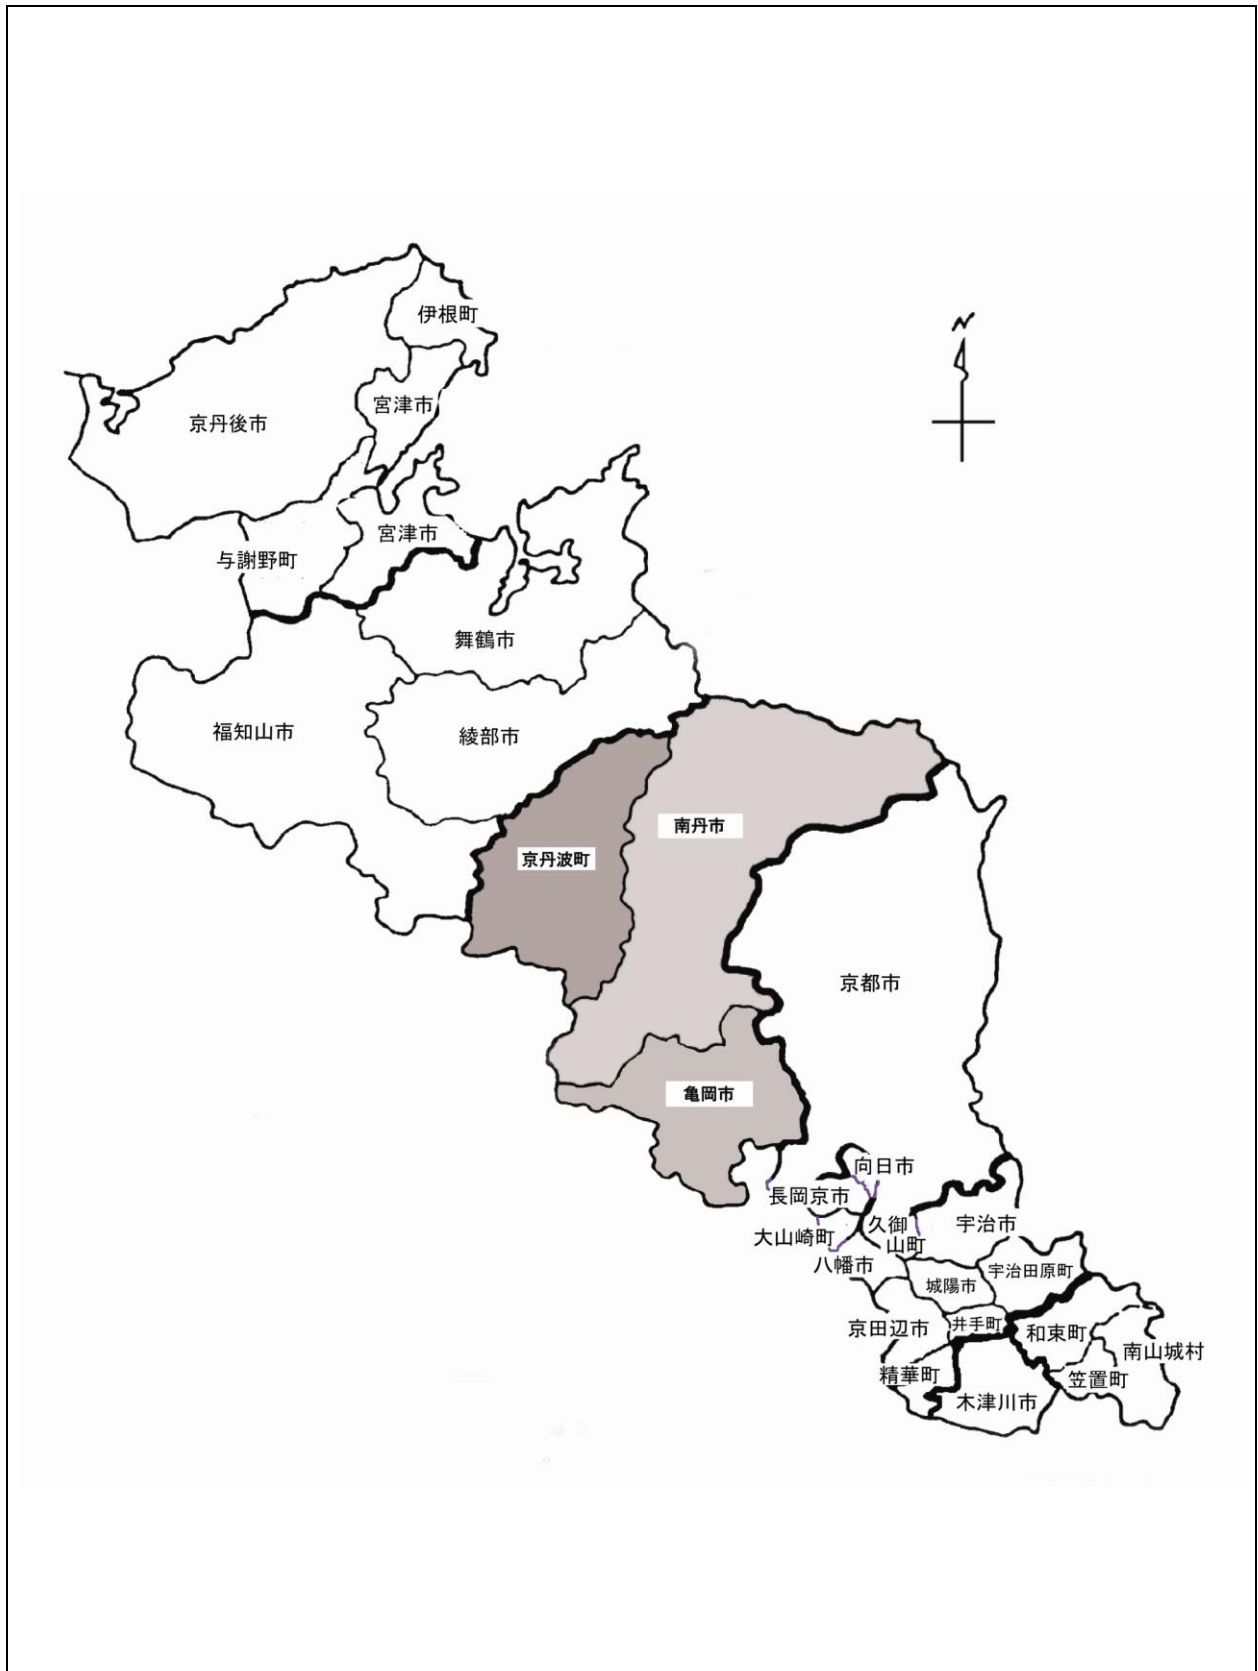 伊根町
N
宮津市
京丹後市
宮津市
与謝野町
舞鶴市
福知山市
綾部市
南丹市
京丹波町
京都市
亀岡市
向日市
長岡京市
久御
山町
宇治市
大山崎町
八幡市
宇治田原町
城陽市
京田辺市
井手町
和束町
南山城村
精華町
笠置町
木津川市